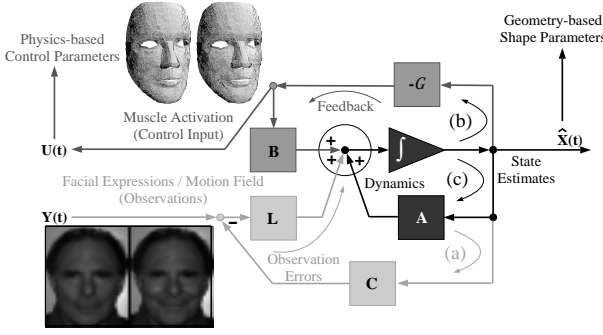 Physics-based
Control Parameters
Geometry-based
Shape Parameters
Muscle Activation
(Control Input)
Feedback
-G
(b)
U(t)
B
+
+
+
∫
X̂(t)
State
Estimates
Dynamics
(c)
Facial Expressions / Motion Field
(Observations)
Y(t)
-
L
A
(a)
Observation
Errors
C